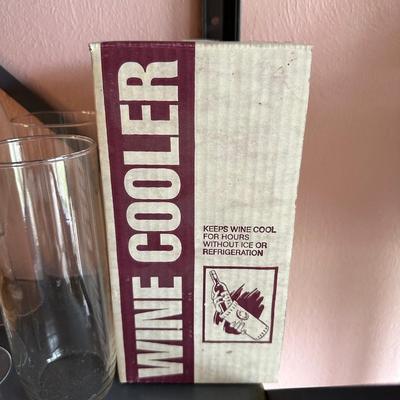 WINE COOLER
KEEPS WINE COOL
FOR HOURS
WITHOUT ICE OR
REFRIGERATION